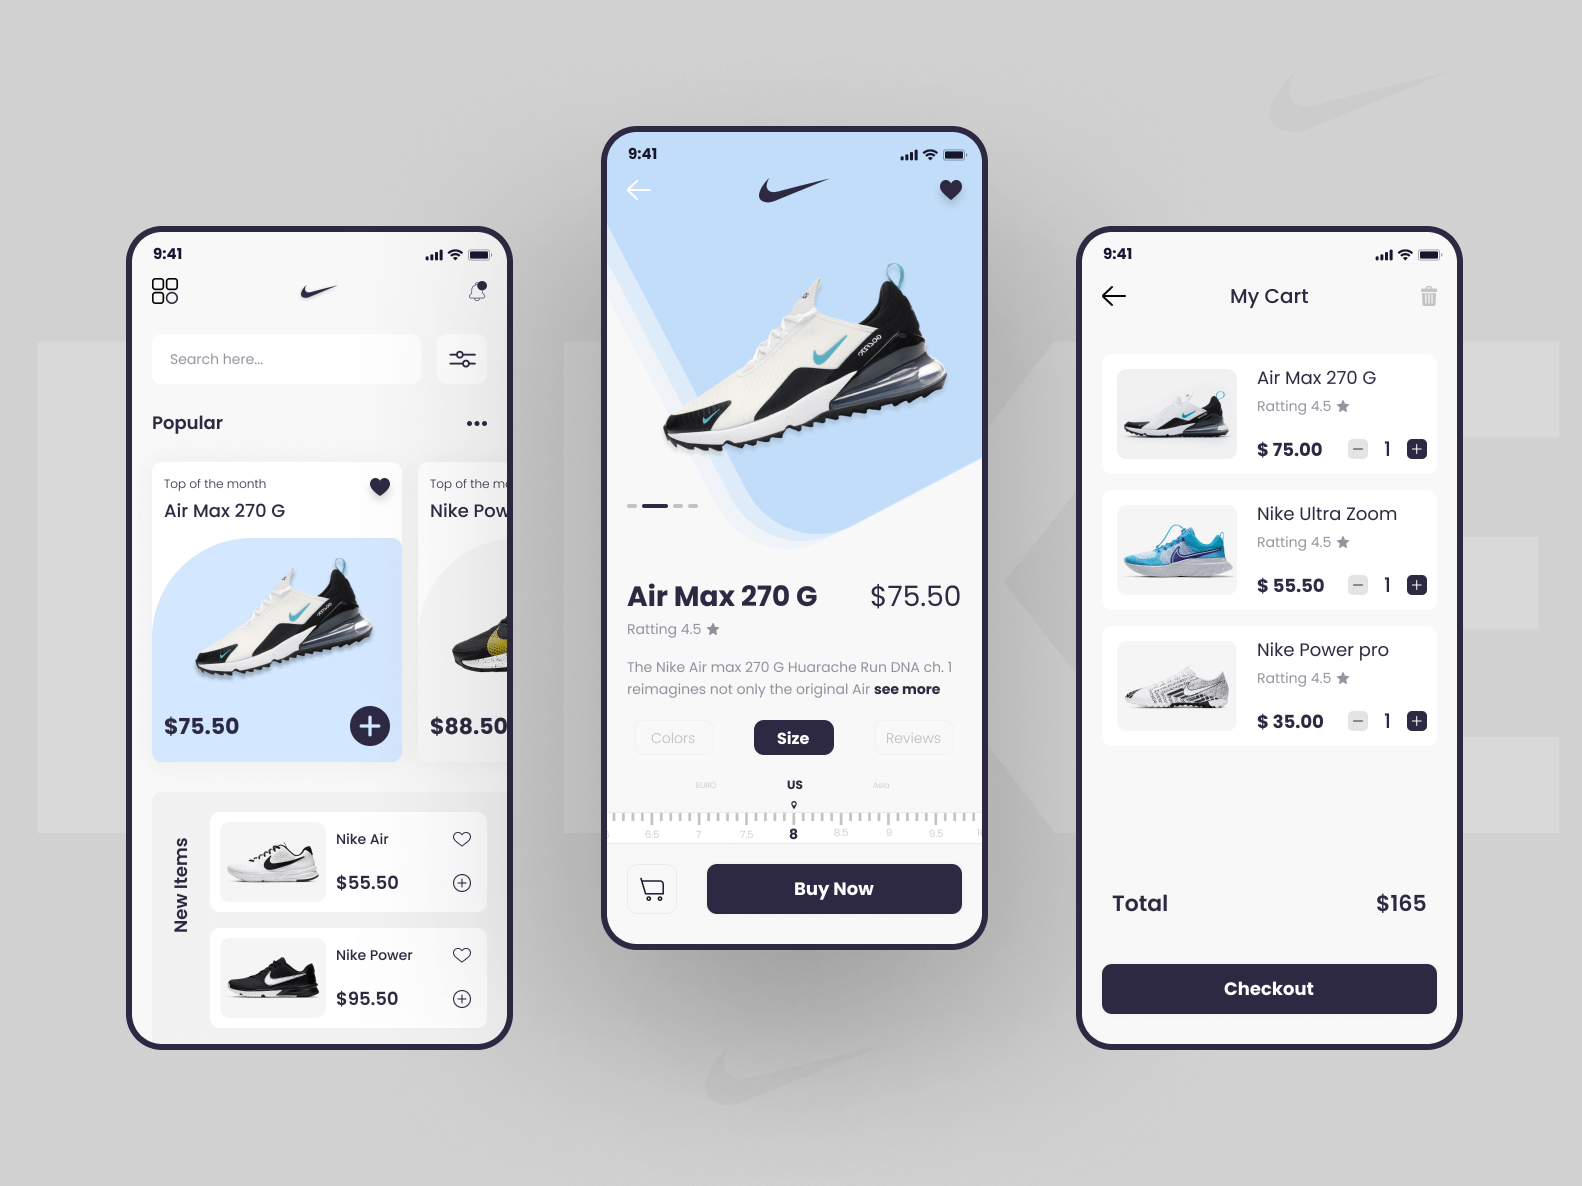 9:41
Search here...
Popular
Top of the month
Air Max 270 G
$75.50
Top of the mo
Nike Pow
$88.50
New Items
Nike Air
$55.50
Nike Power
$95.50
9:41
Air Max 270 G
$75.50
Ratting 4.5
The Nike Air max 270 G Huarache Run DNA ch. 1
reimagines not only the original Air see more
Colors
Size
Reviews
EURO
US
Asia
6.5
7
7.5
8
8.5
9
9.5
Buy Now
9:41
My Cart
Air Max 270 G
Ratting 4.5
$ 75.00
1
Nike Ultra Zoom
Ratting 4.5
$ 55.50
1
Nike Power pro
Ratting 4.5
$ 35.00
1
Total
$165
Checkout